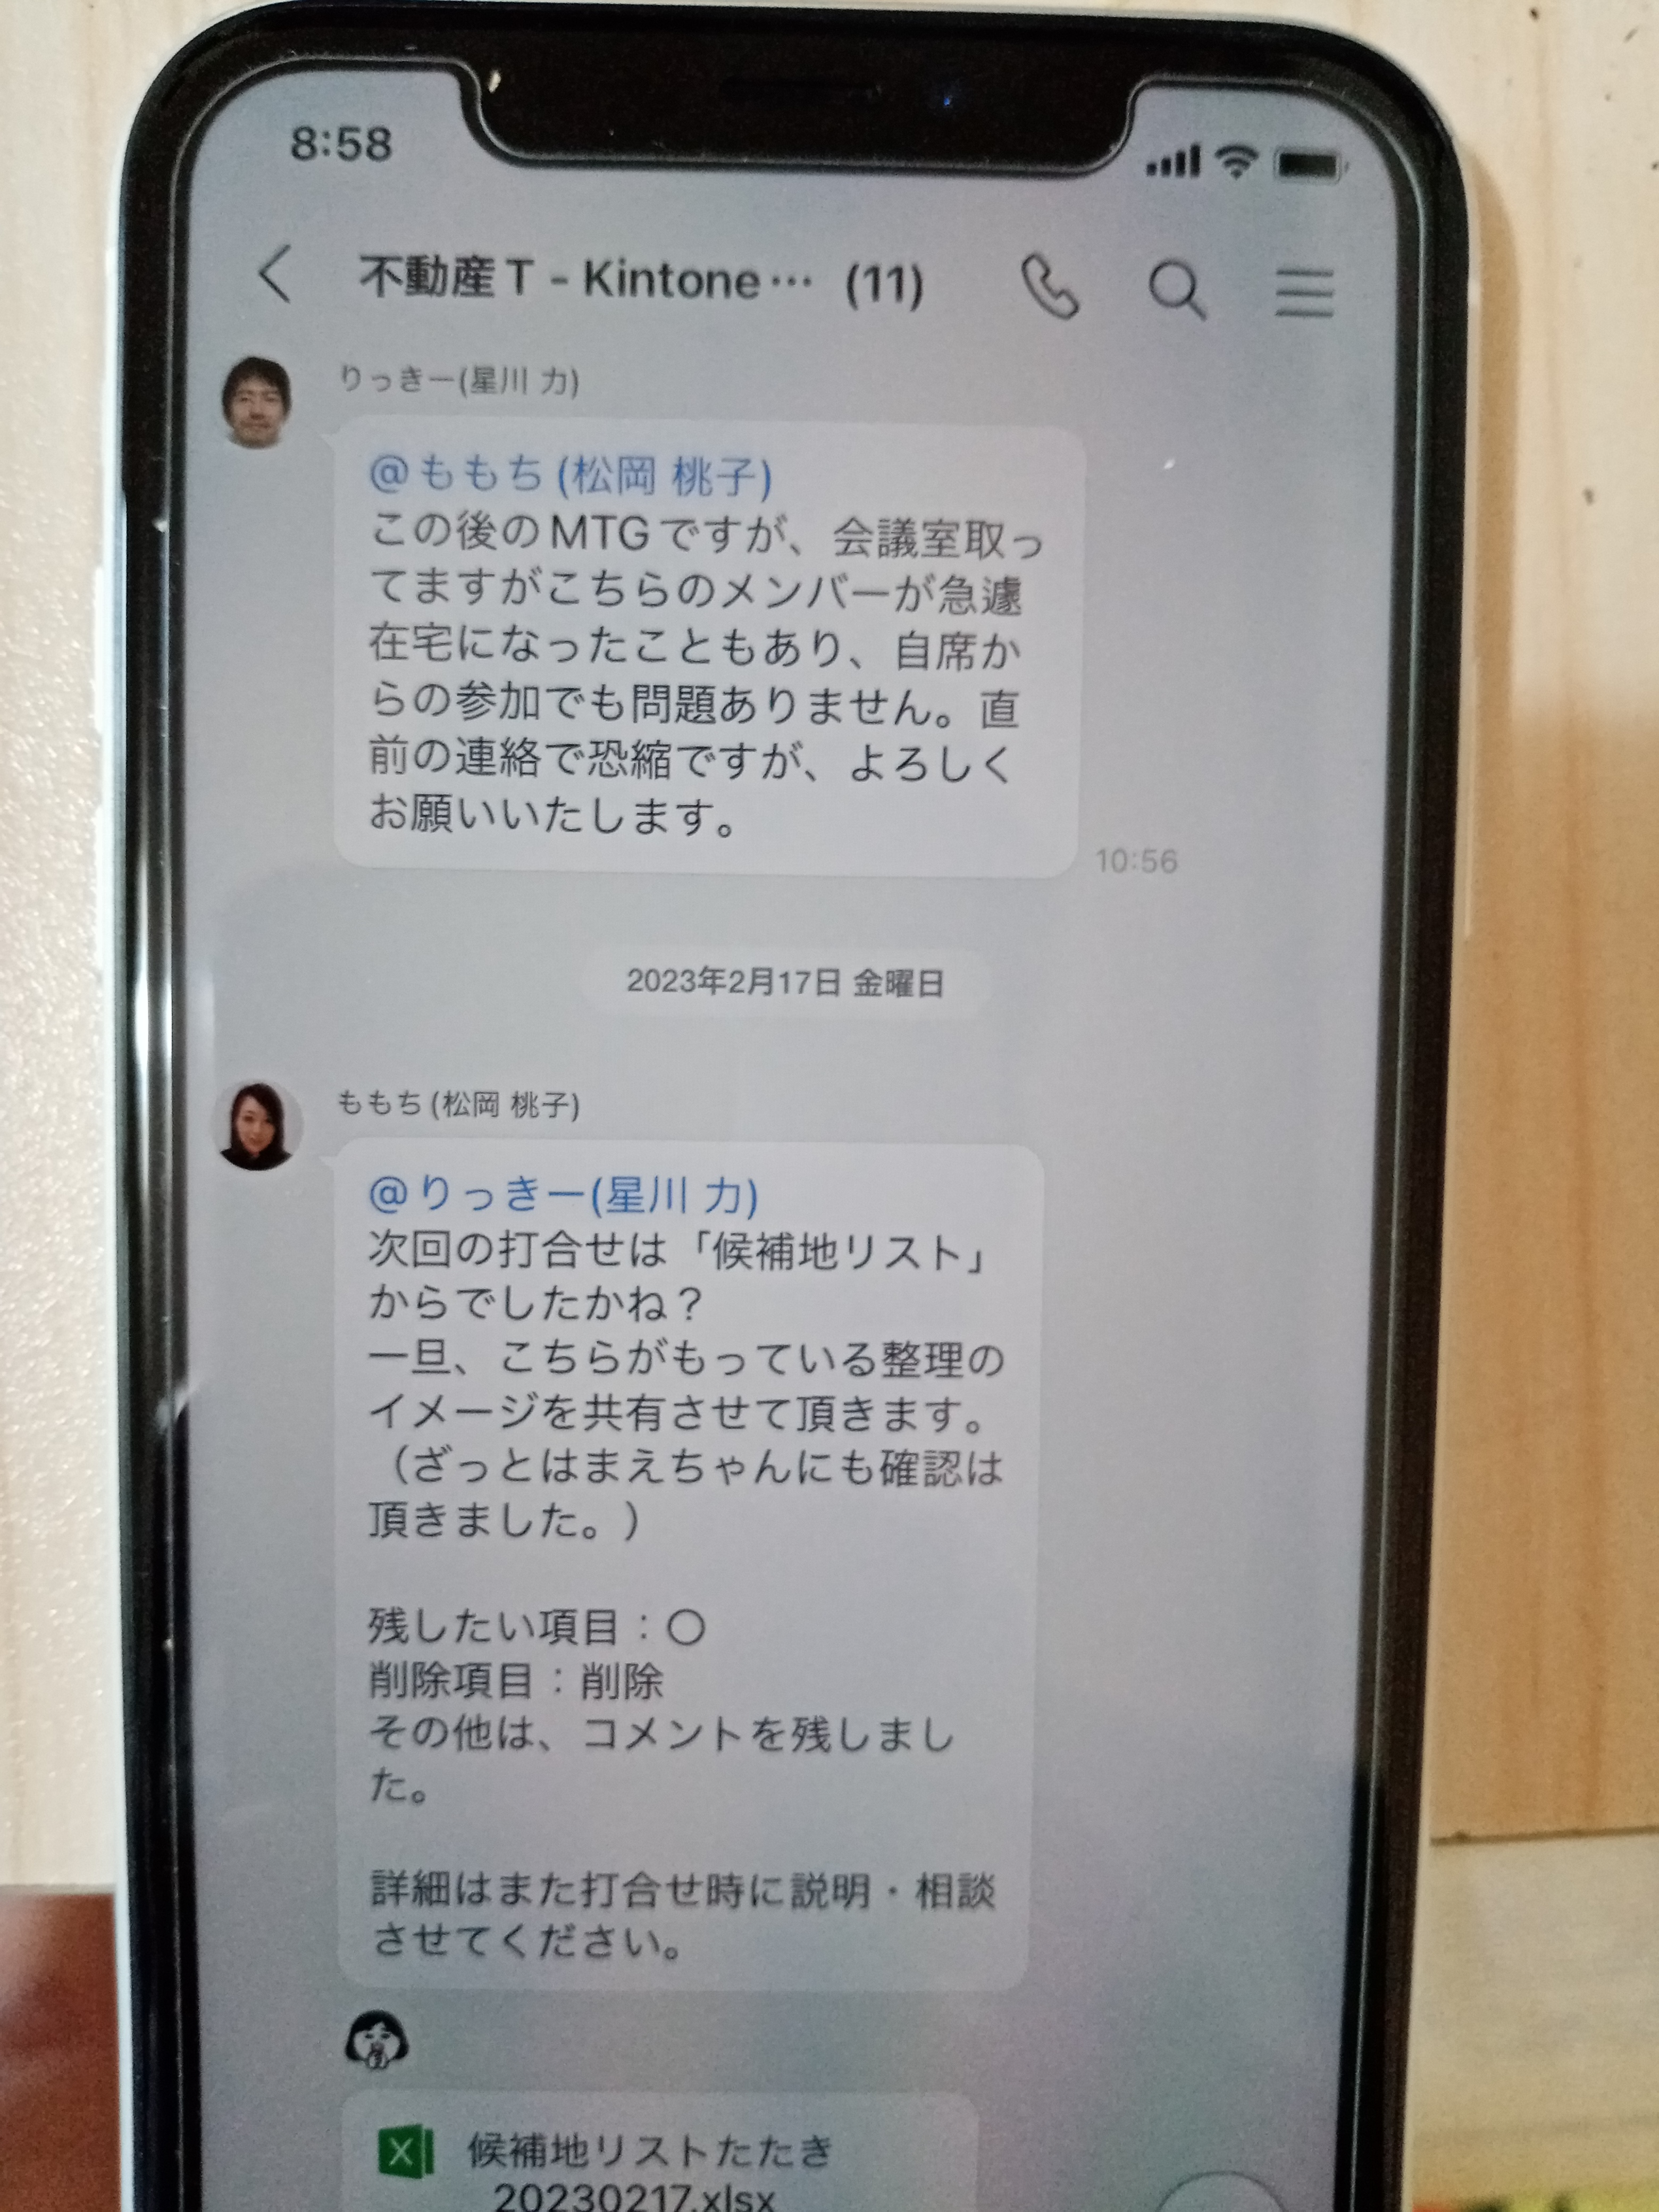 8:58
不動産T - Kintone… (11)
りっきー(星川 力)
@ももち(松岡 桃子)
この後のMTGですが、会議室取っ
てますがこちらのメンバーが急遽
在宅になったこともあり、自席か
らの参加でも問題ありません。直
前の連絡で恐縮ですが、よろしく
お願いいたします。
10:56
2023年2月17日 金曜日
ももち(松岡 桃子)
@りっきー(星川 力)
次回の打合せは「候補地リスト」
からでしたかね？
一旦、こちらがもっている整理の
イメージを共有させて頂きます。
（ざっとはまえちゃんにも確認は
頂きました。）
残したい項目：〇
削除項目：削除
その他は、コメントを残しまし
た。
詳細はまた打合せ時に説明・相談
させてください。
X 候補地リストたたき
20230217.xlsx